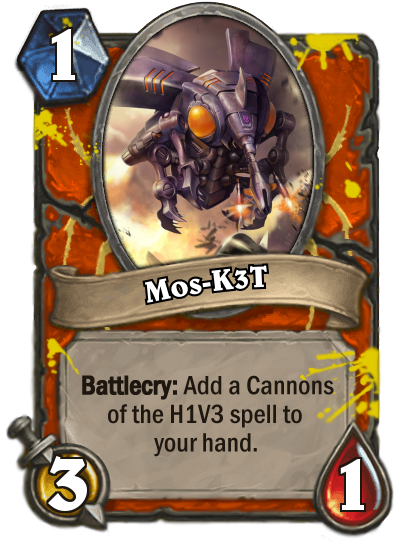 1
Mos-K3T
Battlecry: Add a Cannons
of the H1V3 spell to
your hand.
3
1